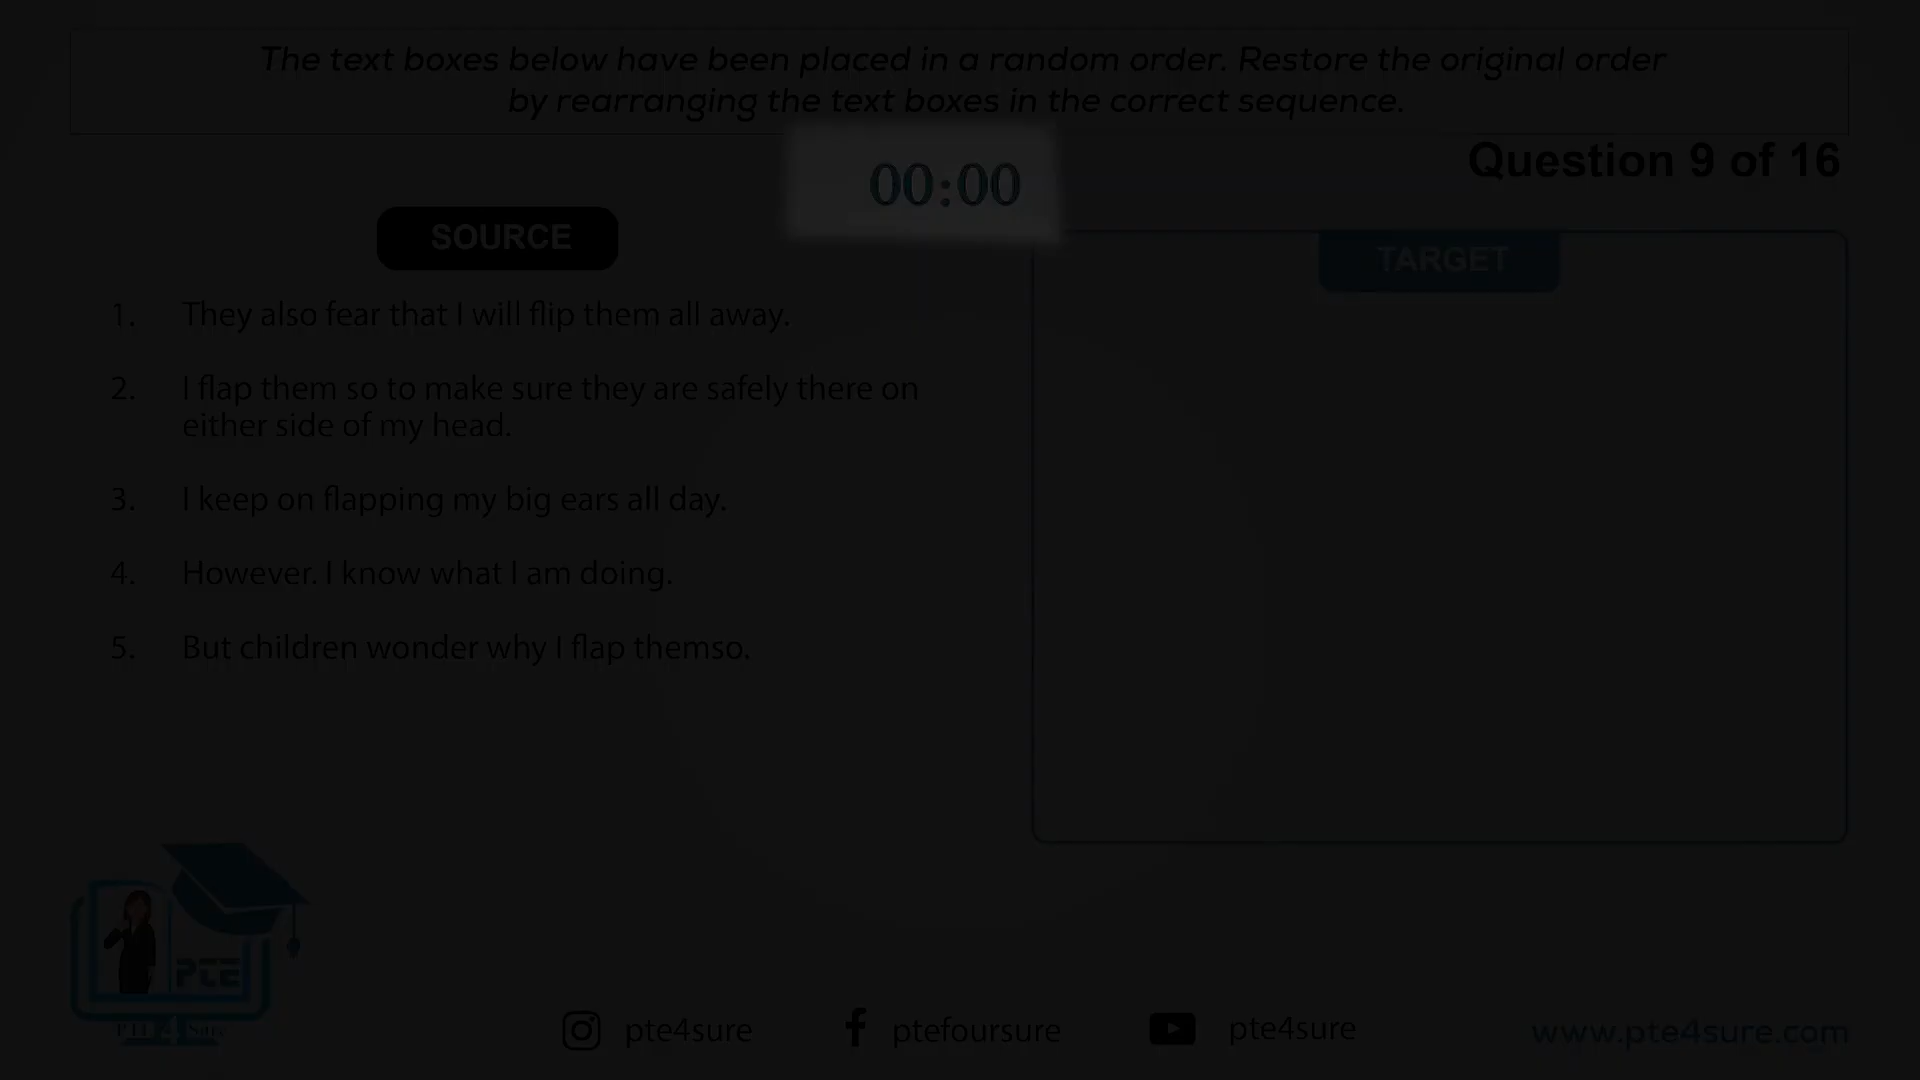 The text boxes below have been placed in a random order. Restore the original order
by rearranging the text boxes in the correct sequence.
00:00
Question 9 of 16
SOURCE
TARGET
1. They also fear that I will flip them all away.
2. I flap them so to make sure they are safely there on
either side of my head.
3. I keep on flapping my big ears all day.
4. However. I know what I am doing.
5. But children wonder why I flap themso.
PTE
PTE 4 Sure
pte4sure
ptefoursure
pte4sure
www.pte4sure.com